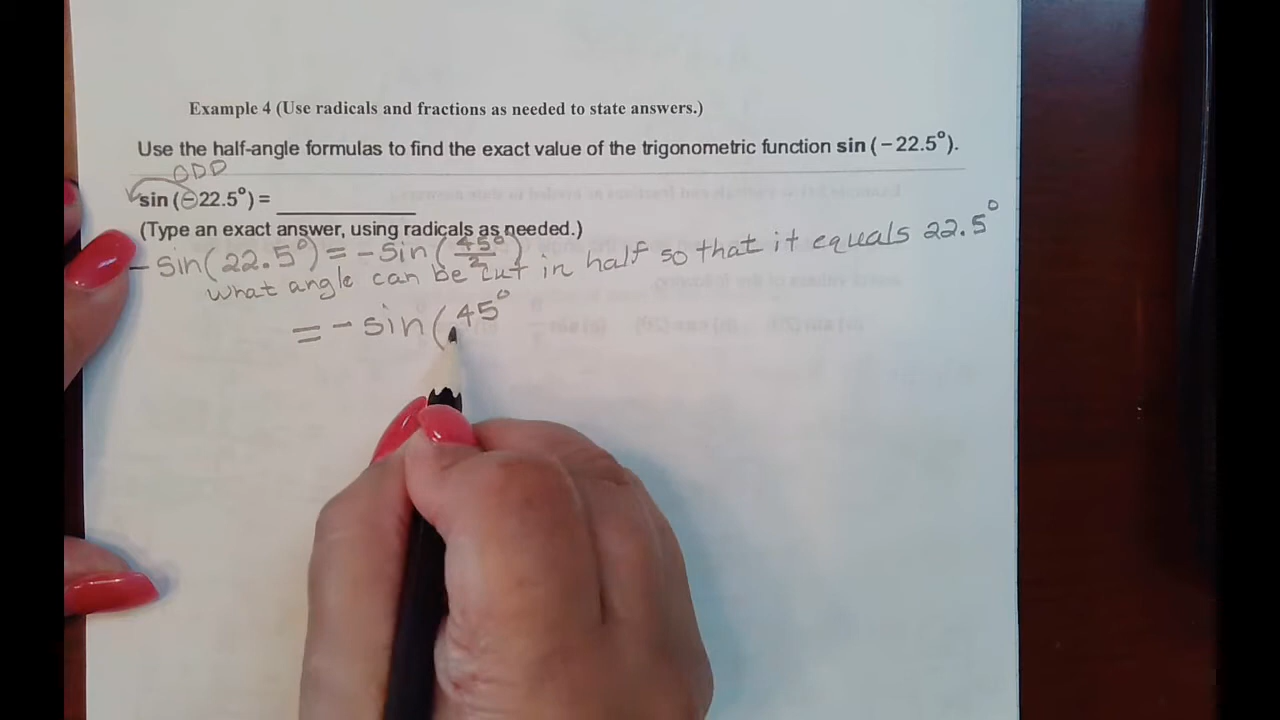 Example 4 (Use radicals and fractions as needed to state answers.)
Use the half-angle formulas to find the exact value of the trigonometric function sin (−22.5°).
ODD
sin (−22.5°) = ____________
(Type an exact answer, using radicals as needed.)
-sin(22.5°) = -sin(45°/2)
what angle can be cut in half so that it equals 22.5°
= -sin(45°